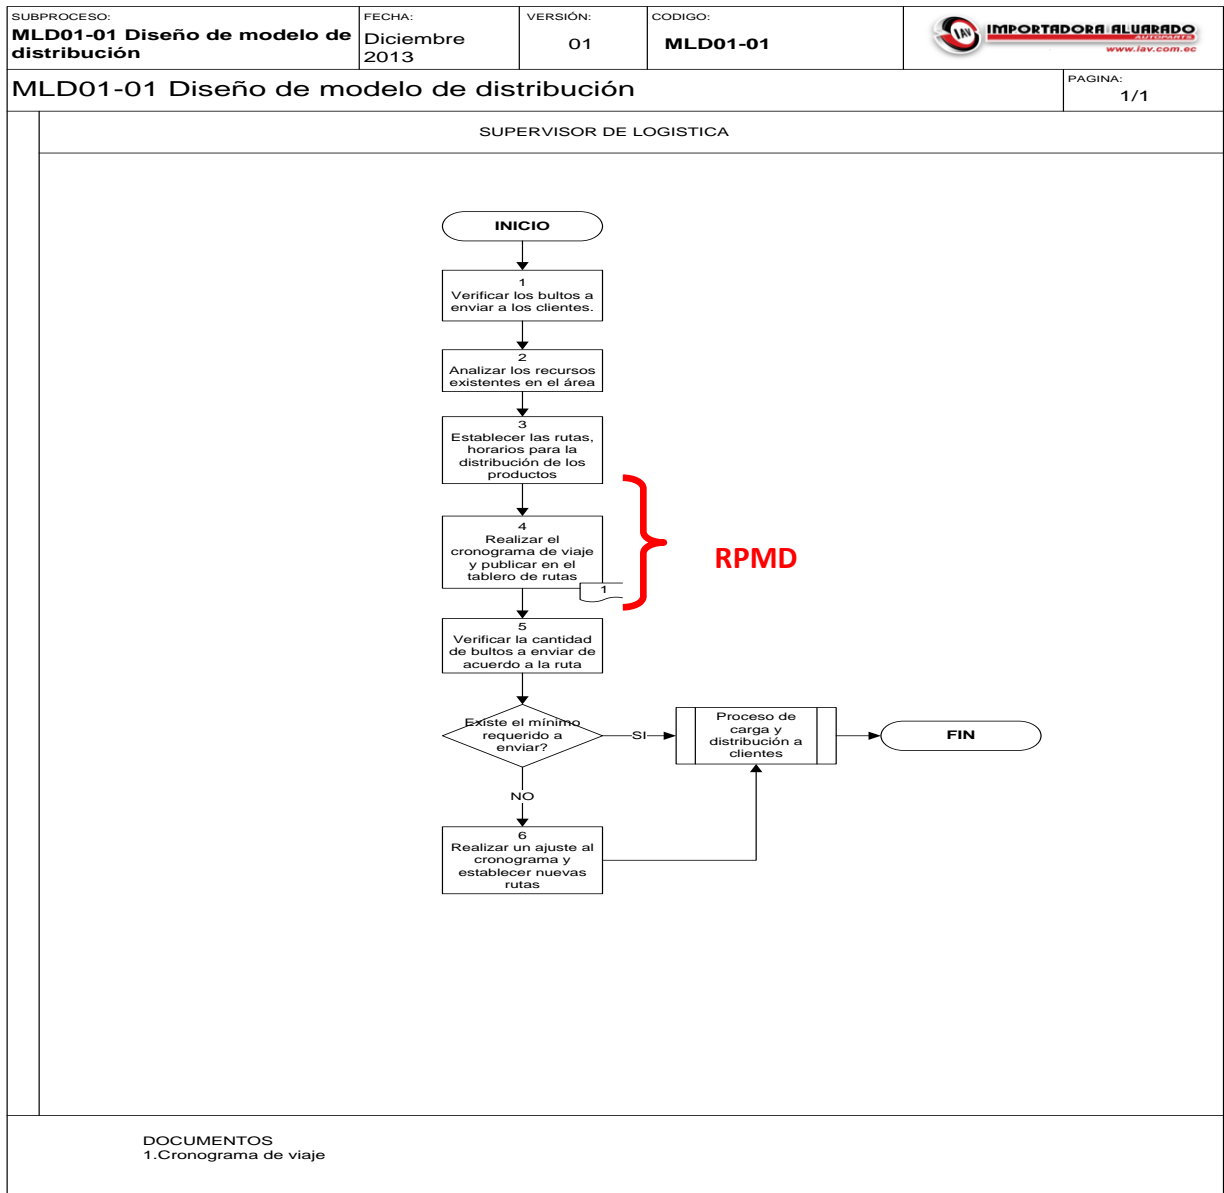 SUBPROCESO:
MLD01-01 Diseño de modelo de
distribución
FECHA:
Diciembre
2013
VERSIÓN:
01
CODIGO:
MLD01-01
IAV
IMPORTADORA ALVARADO
AUTOPARTS
www.iav.com.ec
MLD01-01 Diseño de modelo de distribución
PAGINA:
1/1
SUPERVISOR DE LOGISTICA
INICIO
1
Verificar los bultos a
enviar a los clientes.
2
Analizar los recursos
existentes en el área
3
Establecer las rutas,
horarios para la
distribución de los
productos
4
Realizar el
cronograma de viaje
y publicar en el
tablero de rutas
1
RPMD
5
Verificar la cantidad
de bultos a enviar de
acuerdo a la ruta
Existe el mínimo
requerido a
enviar?
SI
Proceso de
carga y
distribución a
clientes
FIN
NO
6
Realizar un ajuste al
cronograma y
establecer nuevas
rutas
DOCUMENTOS
1.Cronograma de viaje